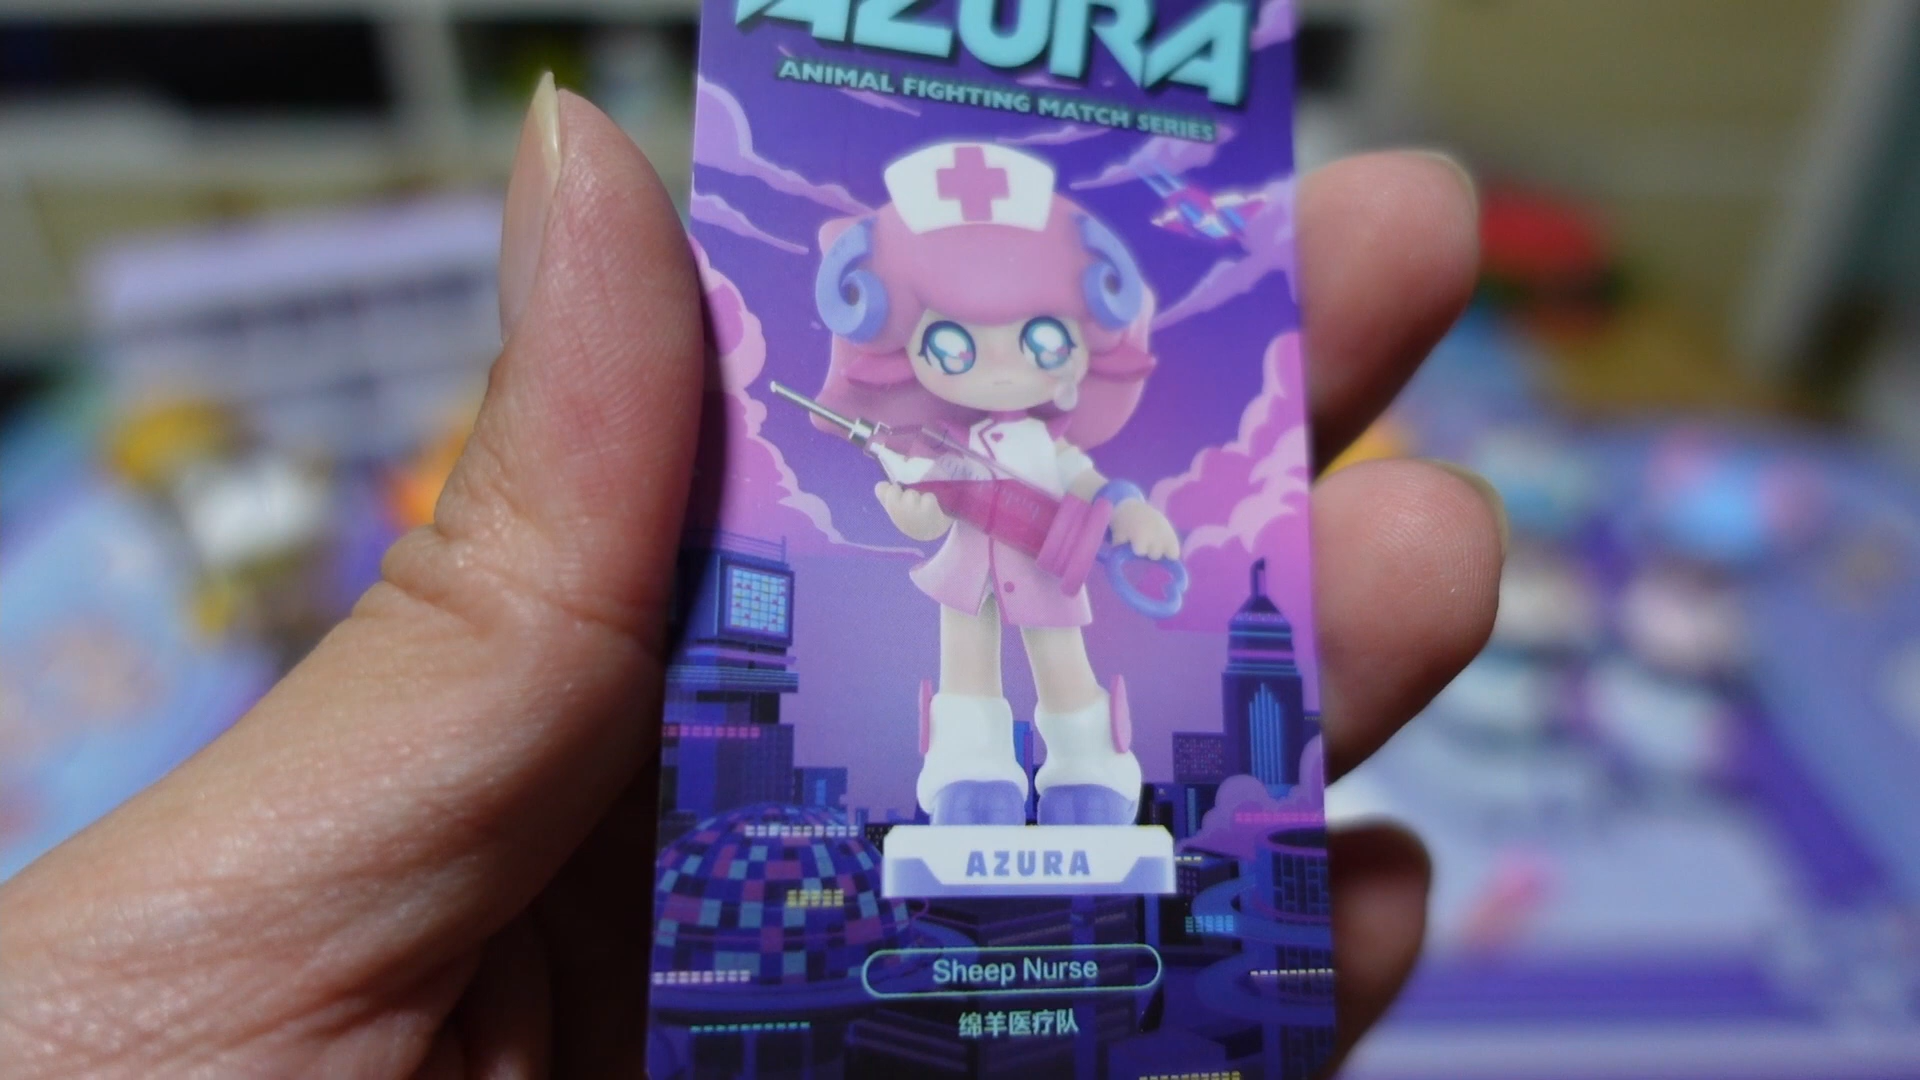 AZURA
ANIMAL FIGHTING MATCH SERIES
AZURA
Sheep Nurse
绵羊医疗队